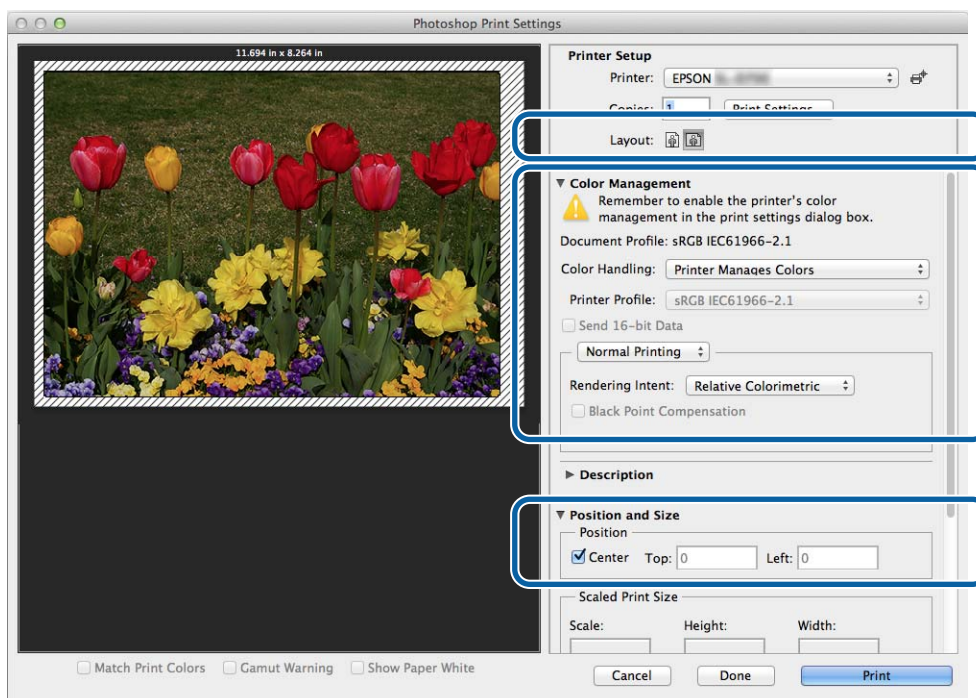 Photoshop Print Settings
11.694 in x 8.264 in
Printer Setup
Printer: EPSON
Copies: 1 Print Settings...
Layout:
Color Management
Remember to enable the printer's color
management in the print settings dialog box.
Document Profile: sRGB IEC61966-2.1
Color Handling: Printer Manages Colors
Printer Profile: sRGB IEC61966-2.1
Send 16-bit Data
Normal Printing
Rendering Intent: Relative Colorimetric
Black Point Compensation
Description
Position and Size
Position
Center Top: 0 Left: 0
Scaled Print Size
Scale: Height: Width:
Match Print Colors Gamut Warning Show Paper White
Cancel Done Print